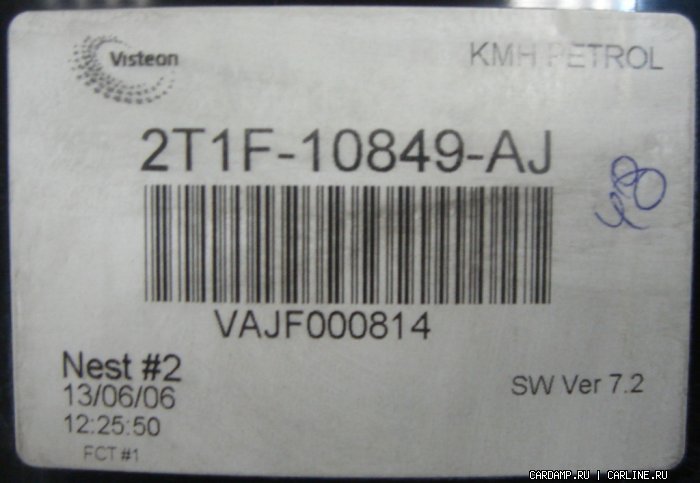 Visteon
KMH PETROL
2T1F-10849-AJ
VAJF000814
Nest #2
13/06/06
12:25:50
FCT #1
SW Ver 7.2
CARDAMP.RU | CARLINE.RU